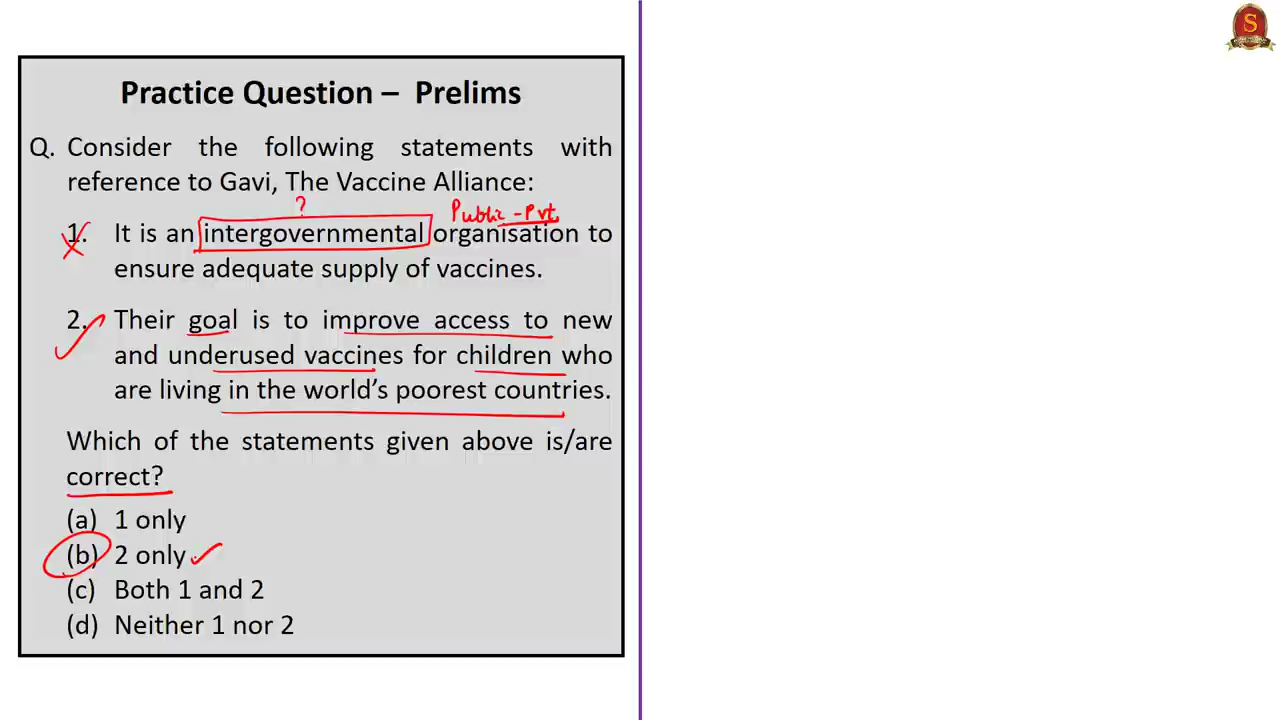 Practice Question – Prelims
Q. Consider the following statements with
reference to Gavi, The Vaccine Alliance:
?
Public - Pvt
1. It is an intergovernmental organisation to
ensure adequate supply of vaccines.
2. Their goal is to improve access to new
and underused vaccines for children who
are living in the world's poorest countries.
Which of the statements given above is/are
correct?
(a) 1 only
(b) 2 only
(c) Both 1 and 2
(d) Neither 1 nor 2
S